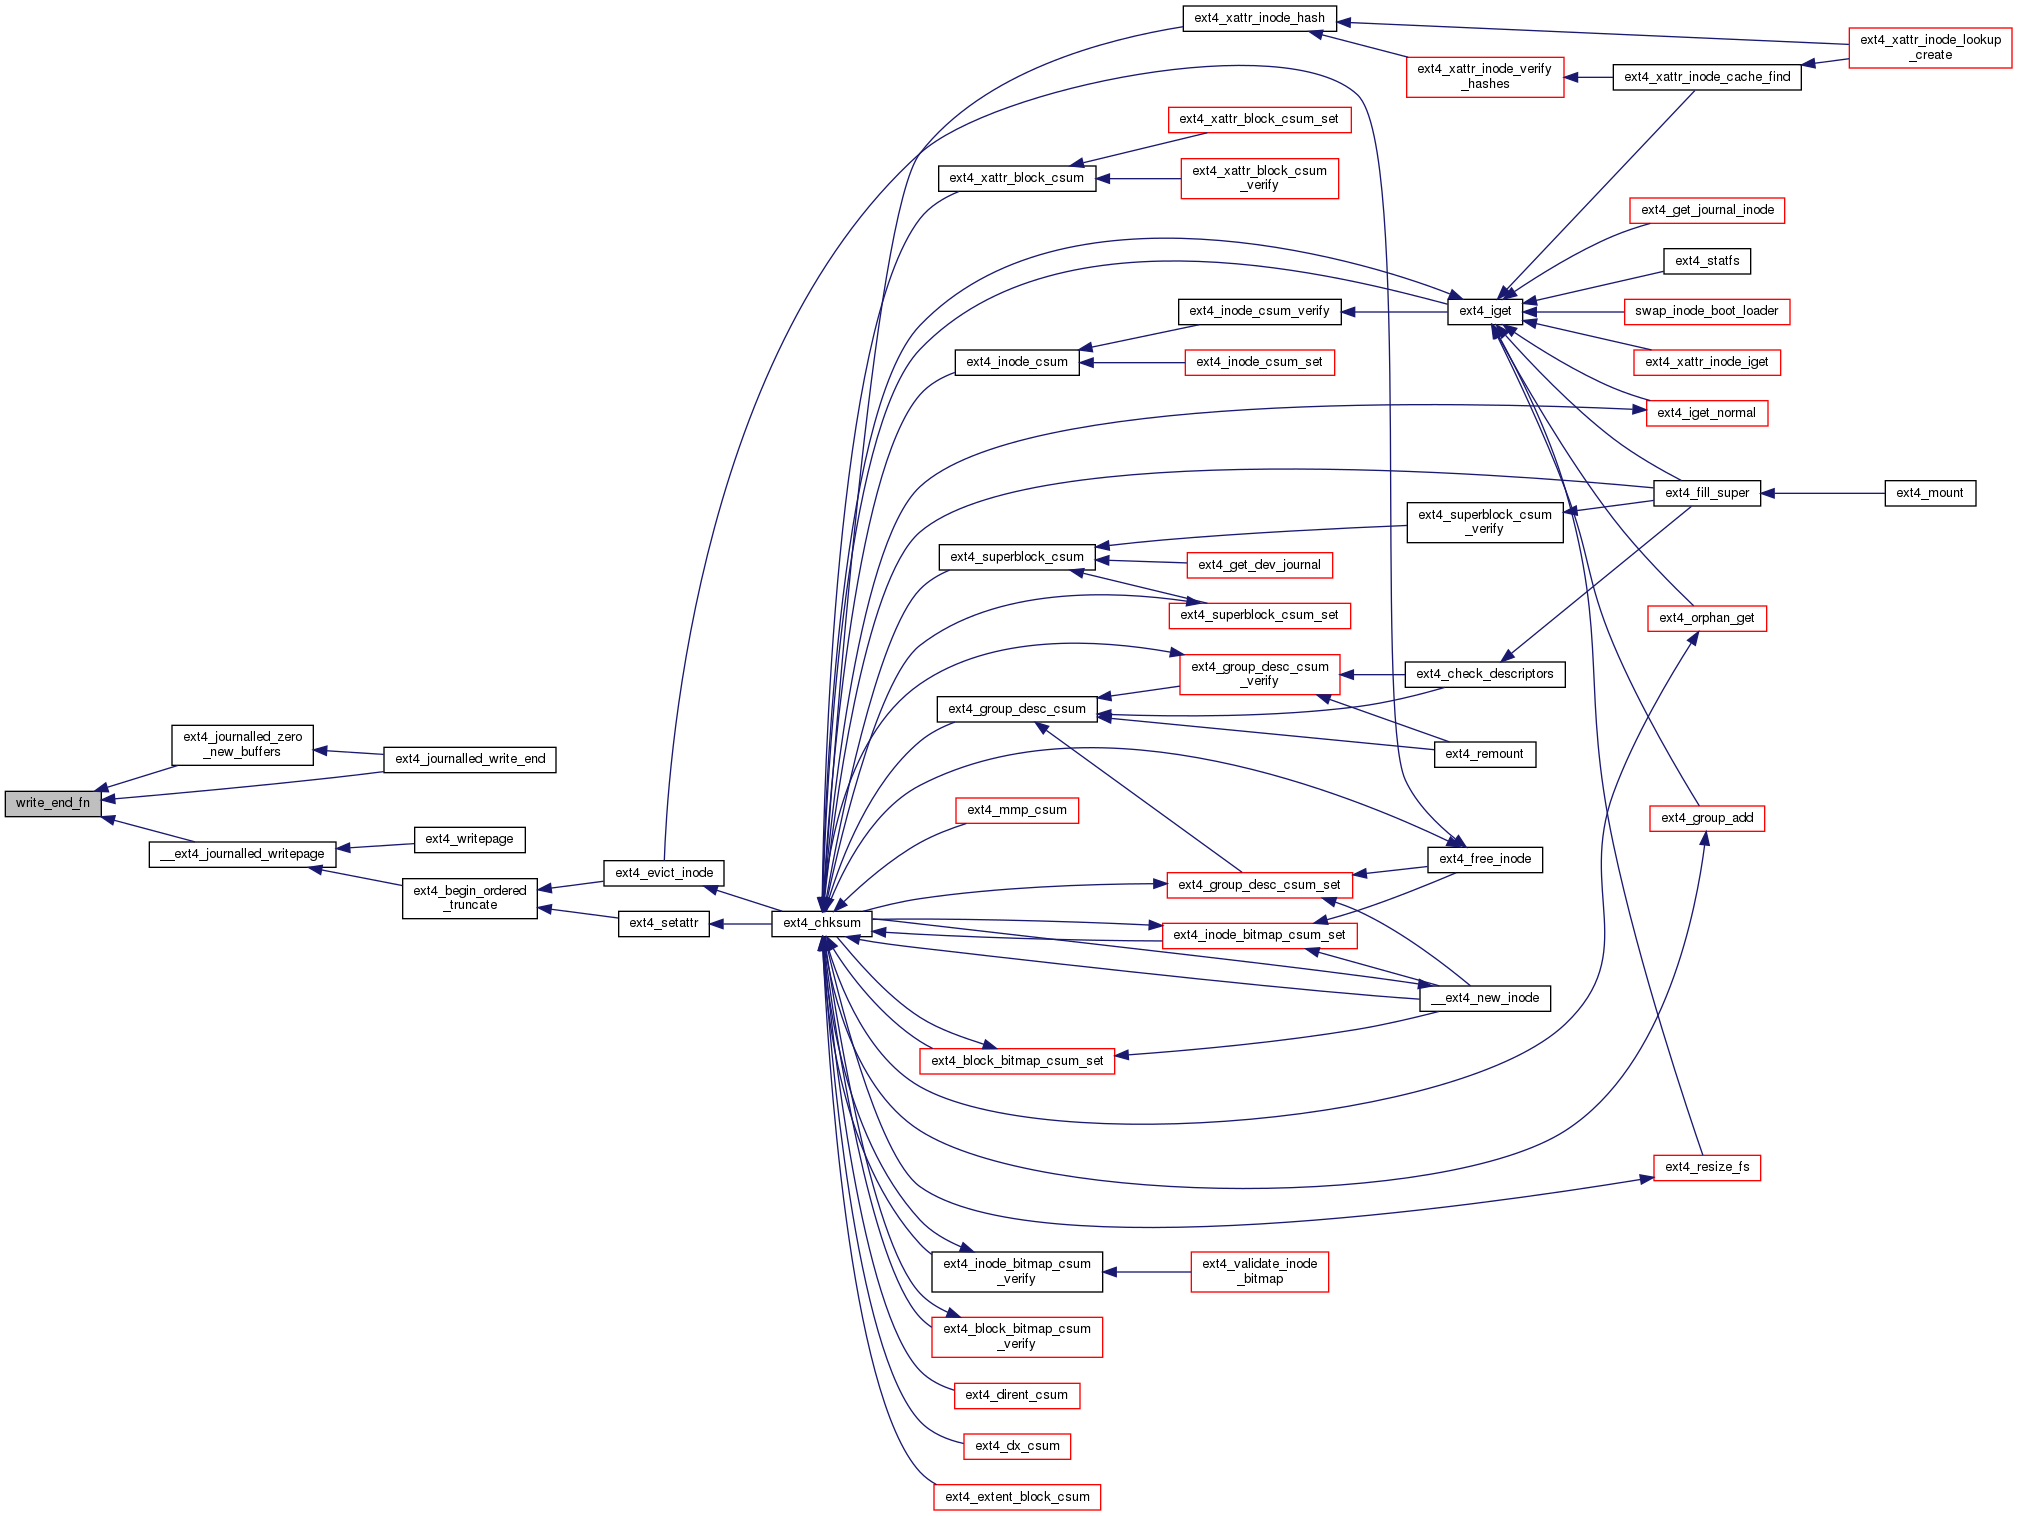 ext4_xattr_inode_hash
ext4_xattr_inode_lookup
_create
ext4_xattr_inode_verify
_hashes
ext4_xattr_inode_cache_find
ext4_xattr_block_csum_set
ext4_xattr_block_csum
ext4_xattr_block_csum
_verify
ext4_get_journal_inode
ext4_statfs
ext4_inode_csum_verify
ext4_iget
swap_inode_boot_loader
ext4_inode_csum
ext4_inode_csum_set
ext4_xattr_inode_iget
ext4_iget_normal
ext4_fill_super
ext4_mount
ext4_superblock_csum
_verify
ext4_superblock_csum
ext4_get_dev_journal
ext4_superblock_csum_set
ext4_orphan_get
ext4_group_desc_csum
_verify
ext4_check_descriptors
ext4_group_desc_csum
ext4_journalled_zero
_new_buffers
ext4_journalled_write_end
ext4_remount
write_end_fn
ext4_mmp_csum
ext4_group_add
ext4_writepage
__ext4_journalled_writepage
ext4_free_inode
ext4_evict_inode
ext4_begin_ordered
_truncate
ext4_group_desc_csum_set
ext4_setattr
ext4_chksum
ext4_inode_bitmap_csum_set
__ext4_new_inode
ext4_block_bitmap_csum_set
ext4_resize_fs
ext4_inode_bitmap_csum
_verify
ext4_validate_inode
_bitmap
ext4_block_bitmap_csum
_verify
ext4_dirent_csum
ext4_dx_csum
ext4_extent_block_csum